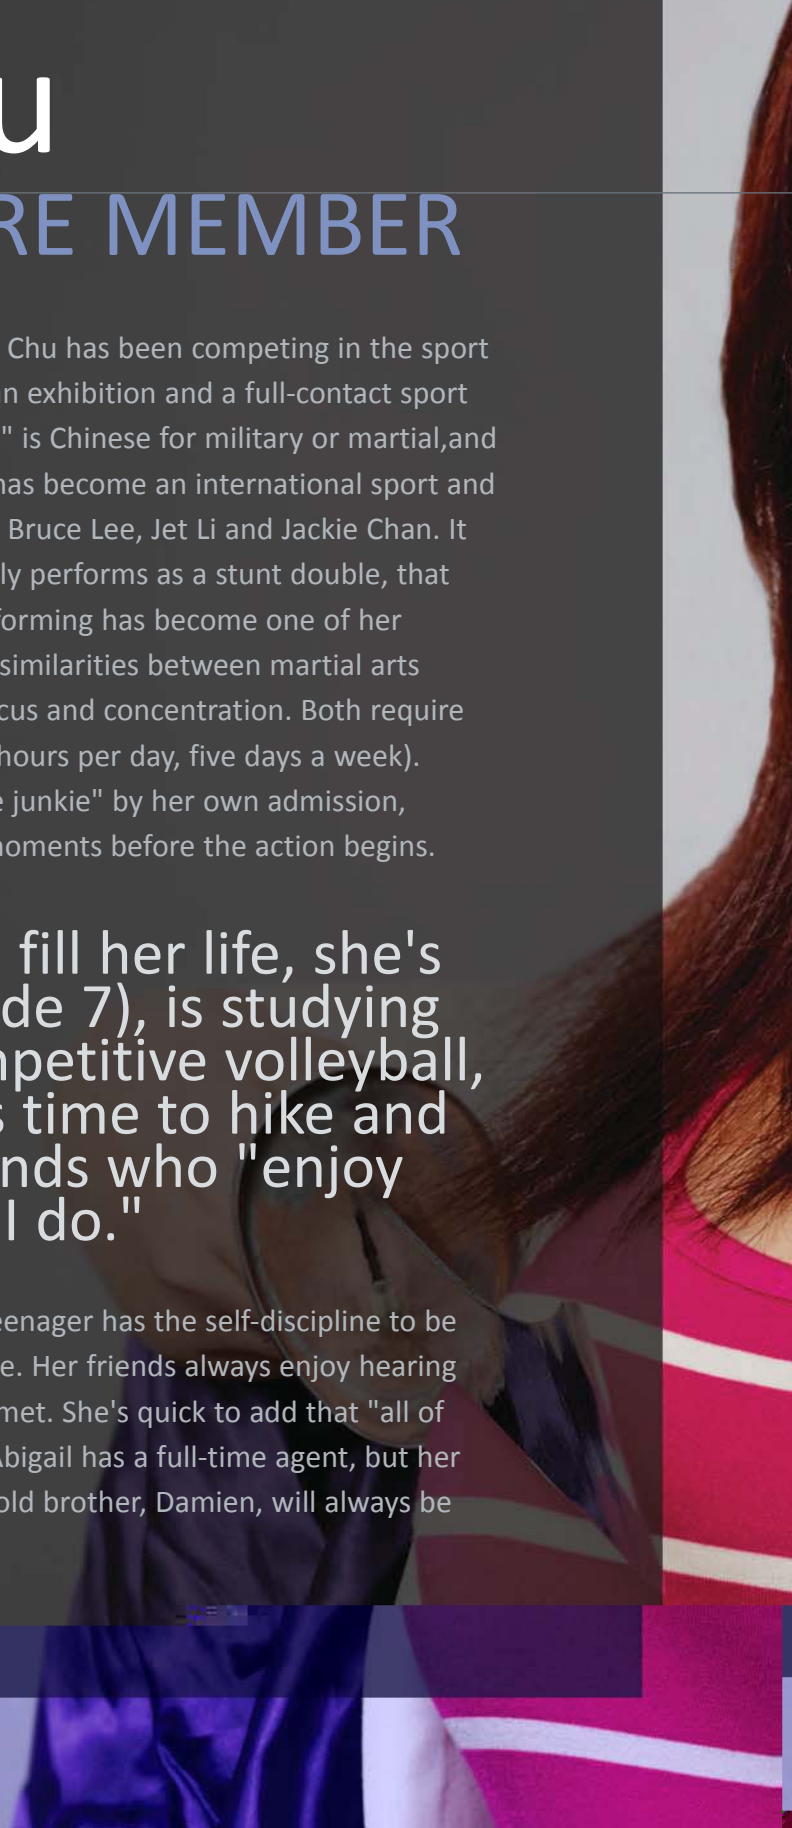 u
RE MEMBER
Chu has been competing in the sport
n exhibition and a full-contact sport
" is Chinese for military or martial,and
has become an international sport and
Bruce Lee, Jet Li and Jackie Chan. It
ly performs as a stunt double, that
forming has become one of her
similarities between martial arts
cus and concentration. Both require
hours per day, five days a week).
e junkie" by her own admission,
noments before the action begins.
fill her life, she's
de 7), is studying
mpetitive volleyball,
s time to hike and
nds who "enjoy
I do."
eenager has the self-discipline to be
e. Her friends always enjoy hearing
met. She's quick to add that "all of
Abigail has a full-time agent, but her
old brother, Damien, will always be